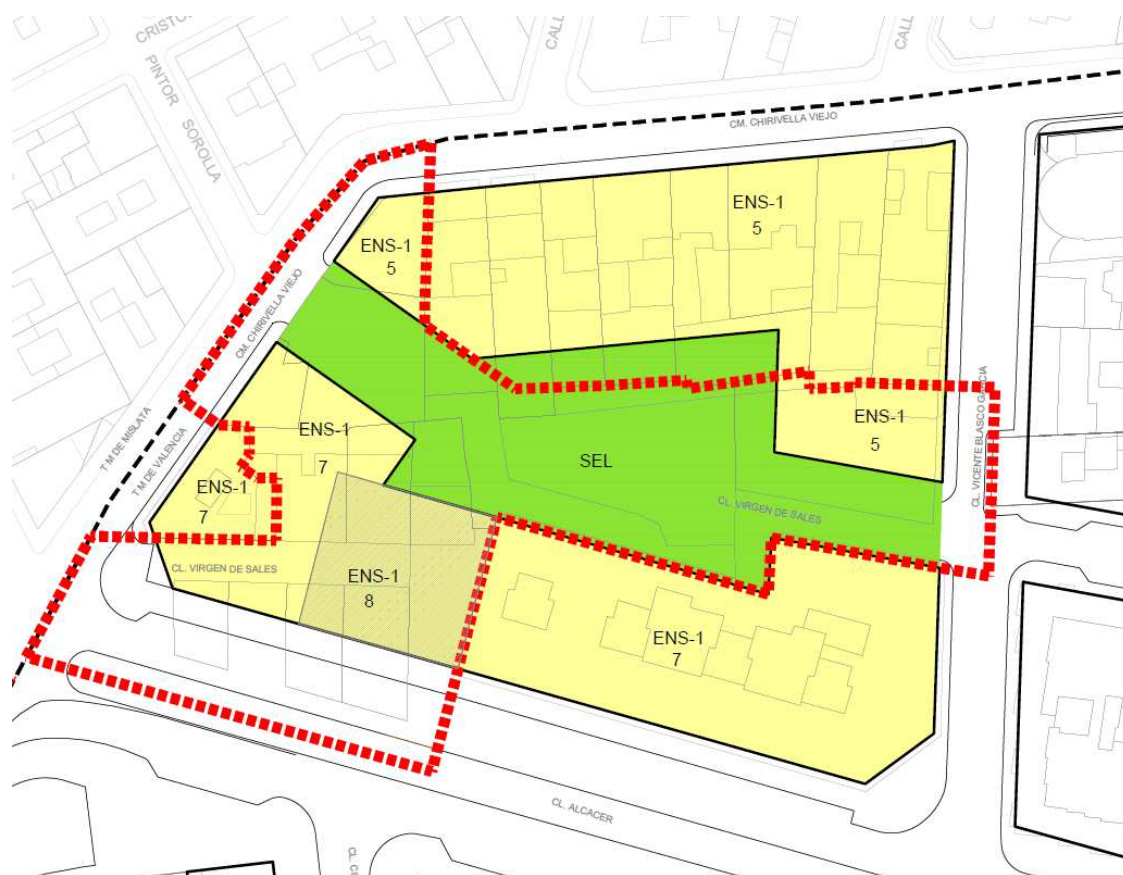 CRISTO
PINTOR SOROLLA
CALL
CALL
CM. CHIRIVELLA VIEJO
ENS-1
5
ENS-1
5
CM. CHIRIVELLA VIEJO
T M DE MISLATA
T M DE VALENCIA
ENS-1
7
ENS-1
7
ENS-1
5
CL. VICENTE BLASCO GARCIA
SEL
CL. VIRGEN DE SALES
CL. VIRGEN DE SALES
ENS-1
8
ENS-1
7
CL. ALCACER